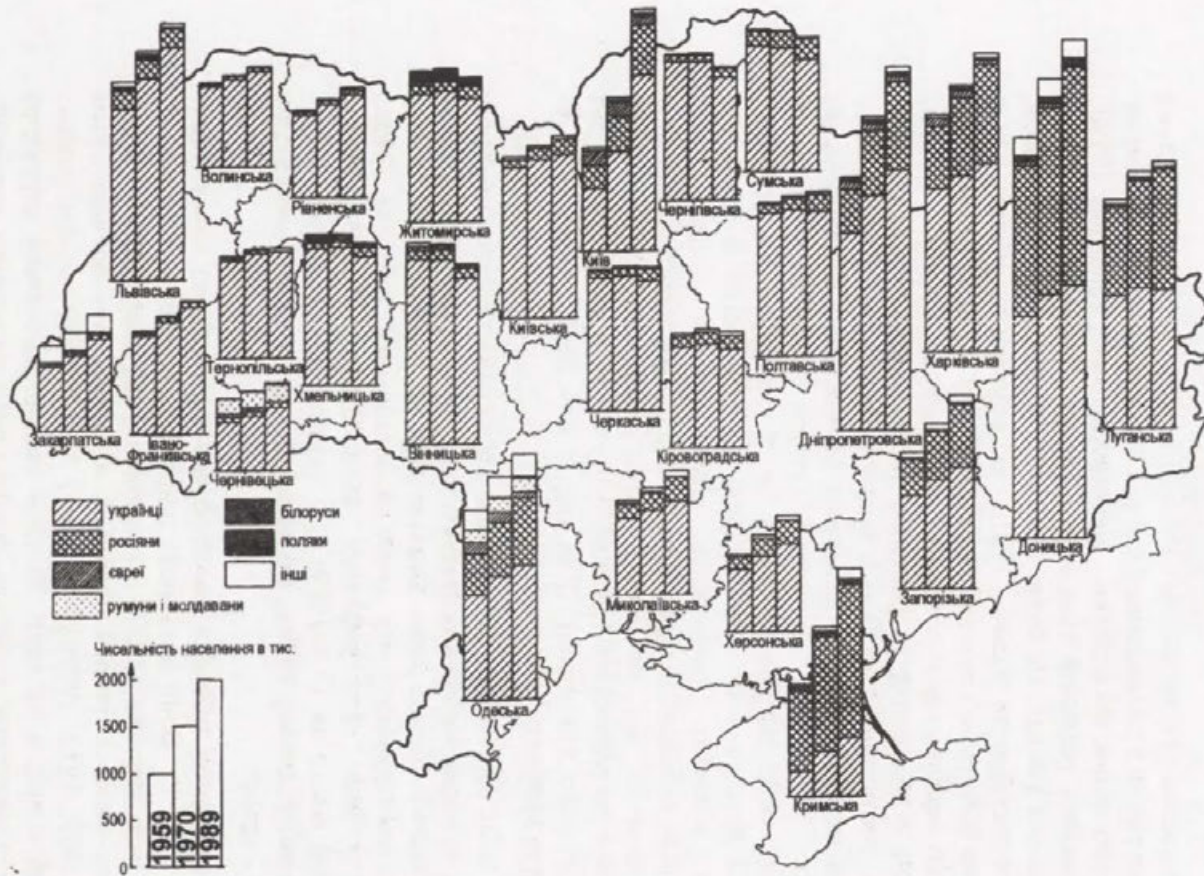 Львівська
Волинська
Рівненська
Житомирська
Київ
Київська
Чернігівська
Сумська
Полтавська
Дніпропетровська
Харківська
Донецька
Луганська
Закарпатська
Івано-
Франківська
Тернопільська
Чернівецька
Хмельницька
Вінницька
Черкаська
Кіровоградська
Запорізька
Одеська
Миколаївська
Херсонська
Кримська
українці
росіяни
євреї
румуни і молдавани
білоруси
поляки
інші
Чисельність населення в тис.
2000
1500
1000
500
0
1959
1970
1989